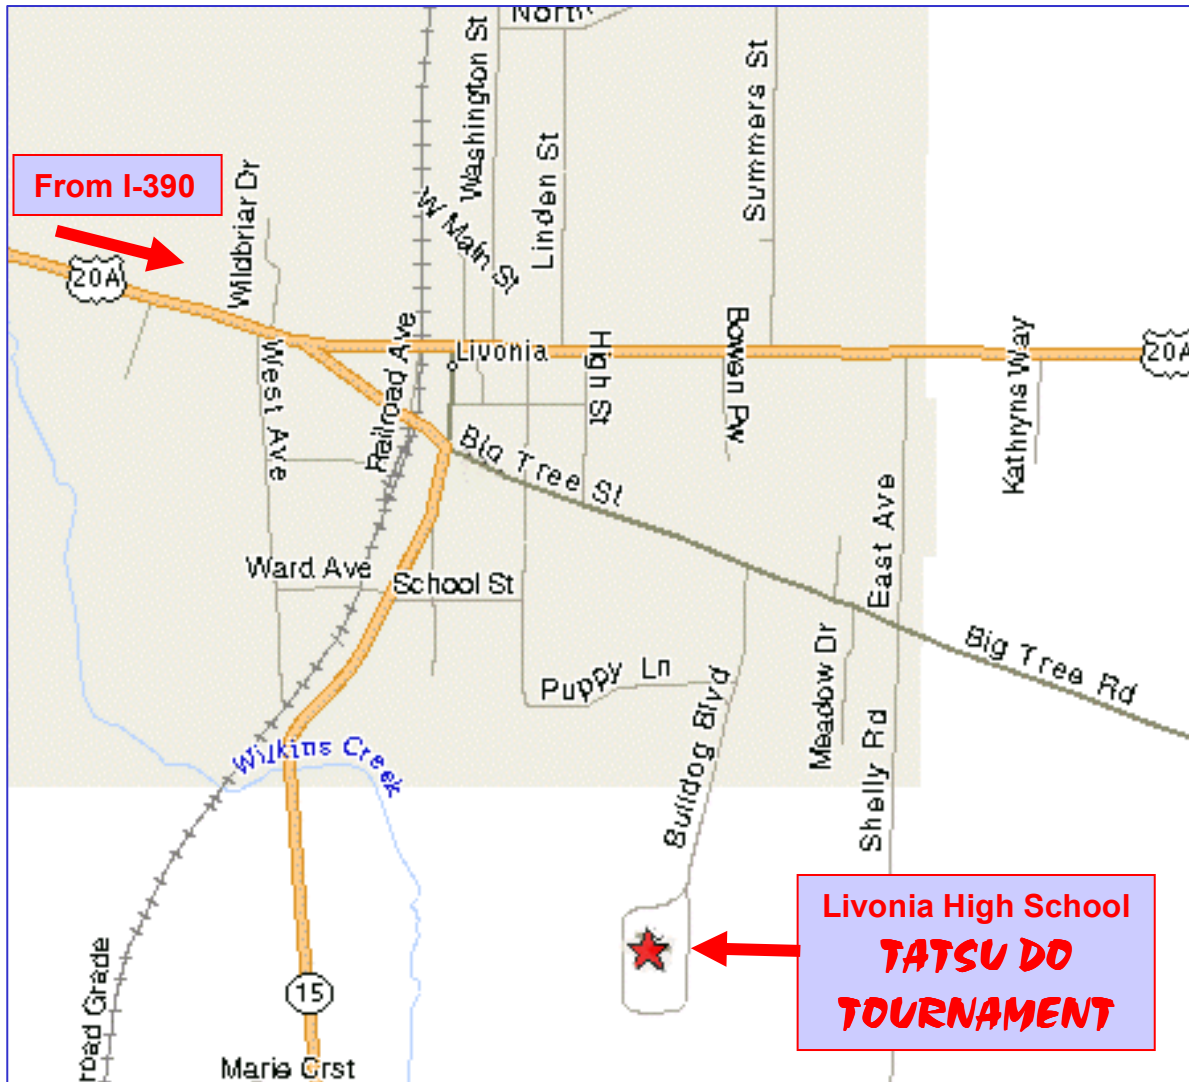 North
Washington St
Summers St
Linden St
From I-390
Wildbriar Dr
W Main St
20A
Railroad Ave
Livonia
High St
Bowen Pw
Kathryns Way
20A
West Ave
Big Tree St
East Ave
Ward Ave
School St
Puppy Ln
Bulldog Blvd
Meadow Dr
Big Tree Rd
Shelly Rd
Wilkins Creek
Livonia High School
TATSU DO
TOURNAMENT
15
road Grade
Marie Crst